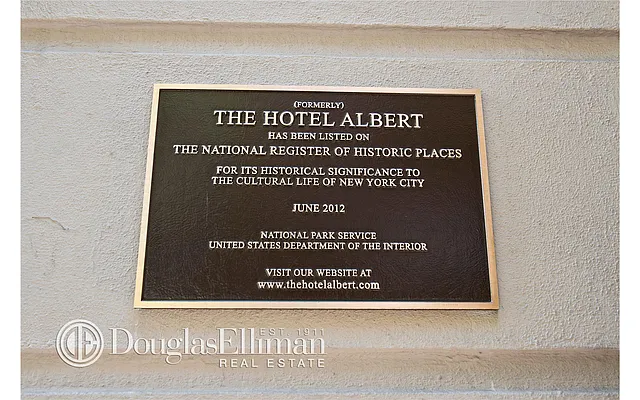 (FORMERLY)
THE HOTEL ALBERT
HAS BEEN LISTED ON
THE NATIONAL REGISTER OF HISTORIC PLACES
FOR ITS HISTORICAL SIGNIFICANCE TO
THE CULTURAL LIFE OF NEW YORK CITY
JUNE 2012
NATIONAL PARK SERVICE
UNITED STATES DEPARTMENT OF THE INTERIOR
VISIT OUR WEBSITE AT
www.thehotelalbert.com
EST. 1911
DE DouglasElliman
REAL ESTATE